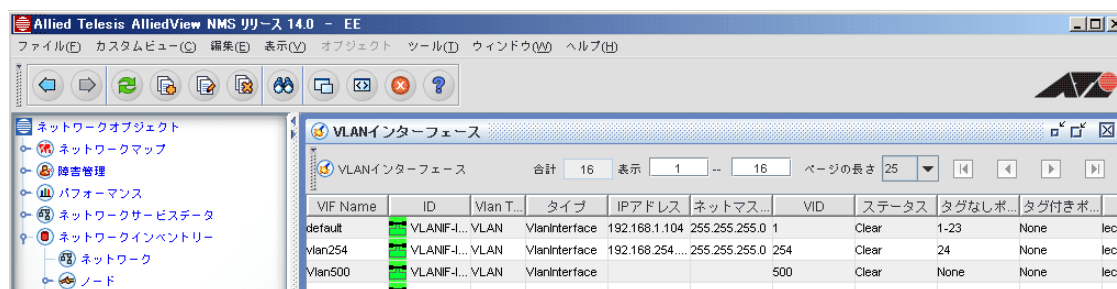 Allied Telesis AlliedView NMS リリース 14.0 - EE
ファイル(F) カスタムビュー(C) 編集(E) 表示(V) オブジェクト ツール(T) ウィンドウ(W) ヘルプ(H)
ネットワークオブジェクト
ネットワークマップ
障害管理
パフォーマンス
ネットワークサービスデータ
ネットワークインベントリー
ネットワーク
ノード
VLANインターフェース
VLANインターフェース 合計 16 表示 1 -- 16 ページの長さ 25
VIF Name ID Vlan T... タイプ IPアドレス ネットマス... VID ステータス タグなしポ... タグ付きポ...
default VLANIF-I... VLAN VlanInterface 192.168.1.104 255.255.255.0 1 Clear 1-23 None lec
vlan254 VLANIF-I... VLAN VlanInterface 192.168.254.... 255.255.255.0 254 Clear 24 None lec
Vlan500 VLANIF-I... VLAN VlanInterface 500 Clear None None lec